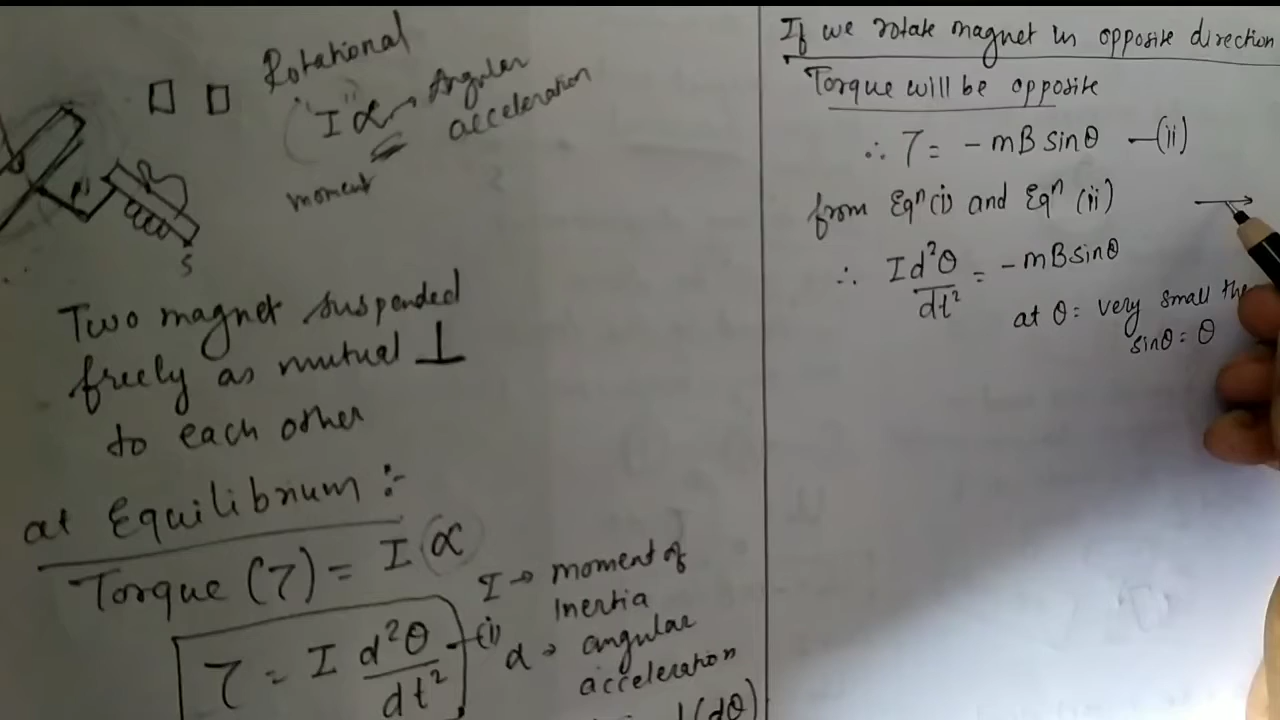 Rotational
"I α → Angular
acceleration
moment
S
Two magnet suspended
freely as mutual ⊥
to each other
at Equilibrium :-
Torque (τ) = I α
I → moment of
Inertia
τ = I d²θ/dt² —(i)
α → angular
acceleration
(dθ)
If we rotate magnet in opposite direction
Torque will be opposite
∴ τ = - mB sinθ —(ii)
from Eqⁿ(i) and Eqⁿ (ii)
∴ I d²θ/dt² = - mB sinθ
at θ = very small the
sinθ = θ